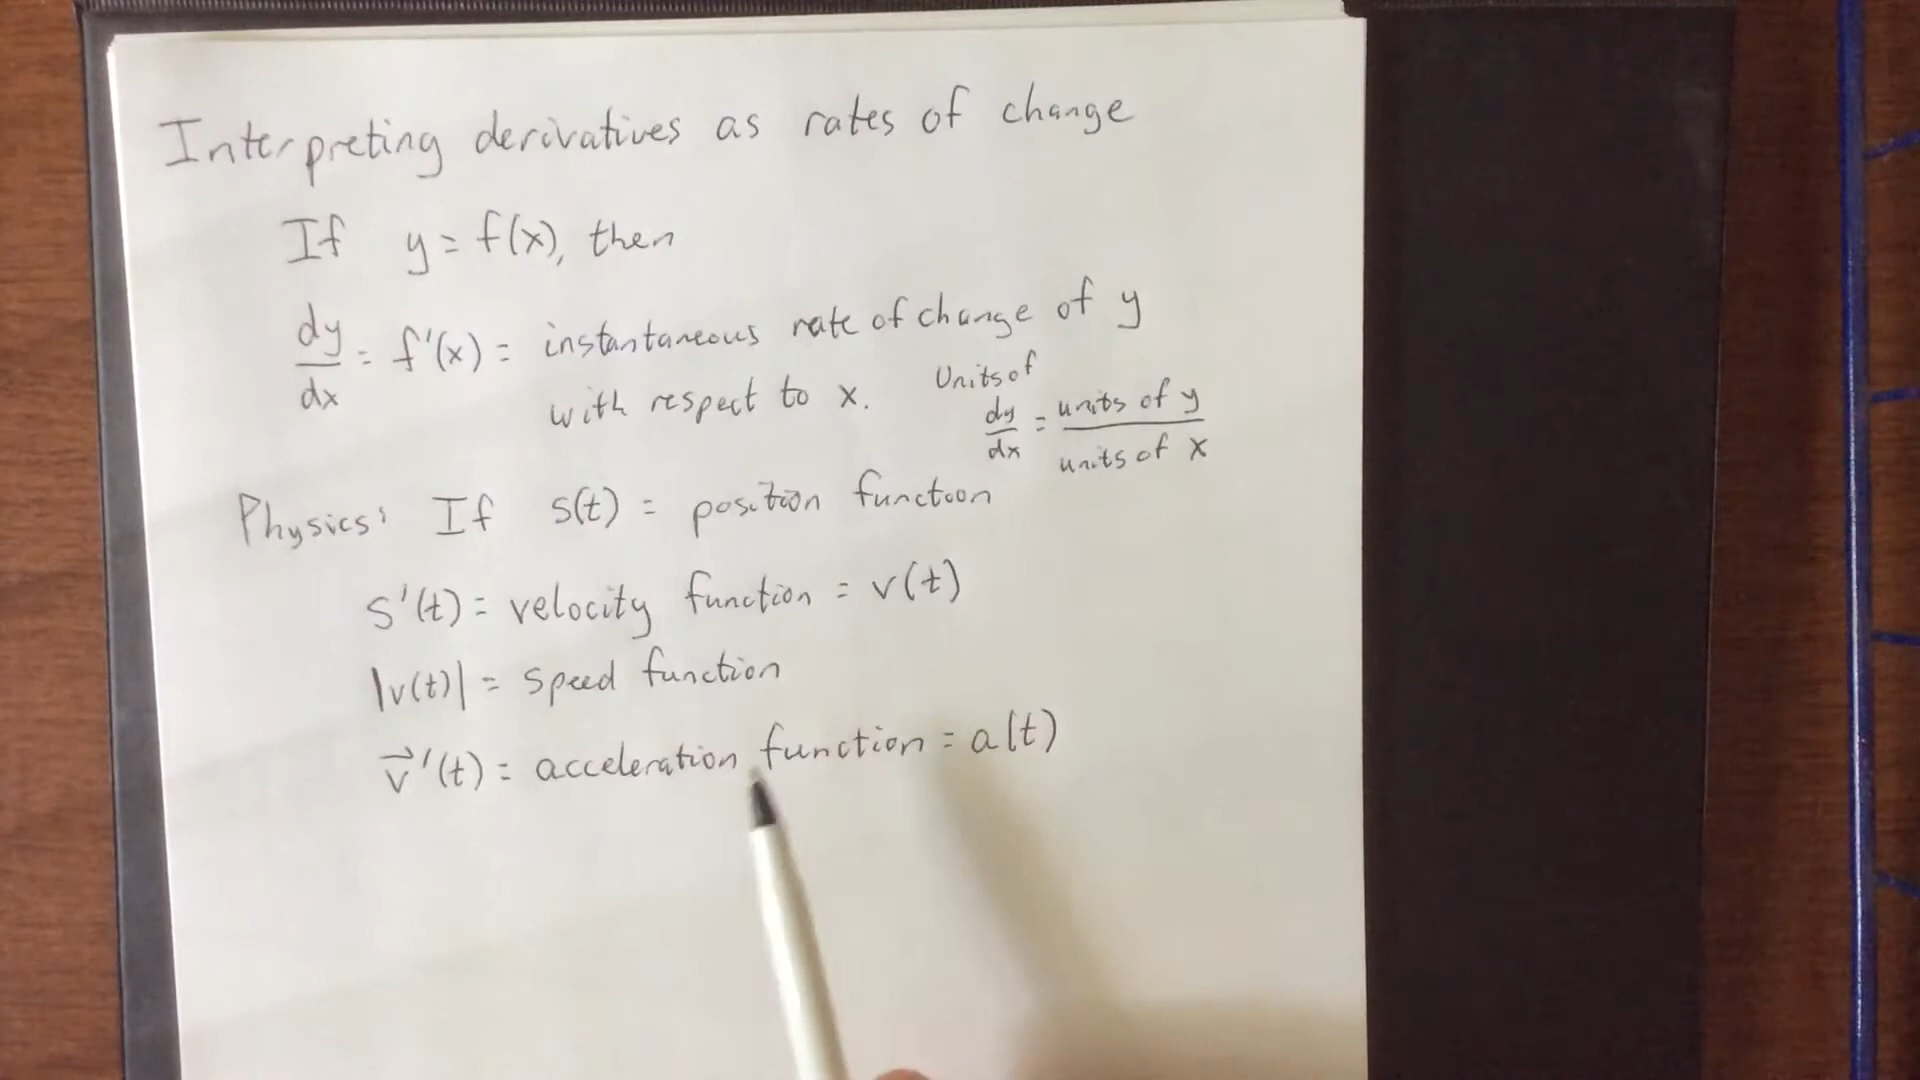 Interpreting derivatives as rates of change
If y = f(x), then
dy/dx = f'(x) = instantaneous rate of change of y
with respect to x.
Units of
dy/dx = units of y / units of x
Physics: If s(t) = position function
s'(t) = velocity function = v(t)
|v(t)| = speed function
v⃗'(t) = acceleration function = a(t)